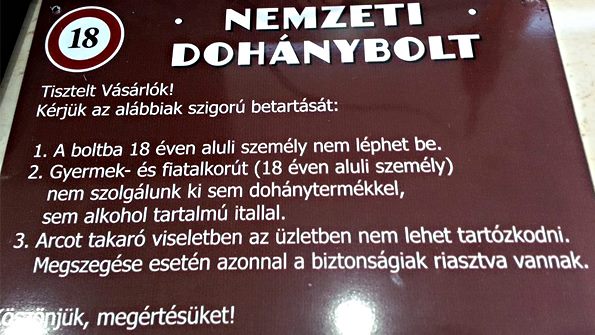 18
NEMZETI
DOHÁNYBOLT
Tisztelt Vásárlók!
Kérjük az alábbiak szigorú betartását:
1. A boltba 18 éven aluli személy nem léphet be.
2. Gyermek- és fiatalkorút (18 éven aluli személy)
nem szolgálunk ki sem dohánytermékkel,
sem alkohol tartalmú itallal.
3. Arcot takaró viseletben az üzletben nem lehet tartózkodni.
Megszegése esetén azonnal a biztonságiak riasztva vannak.
Köszönjük, megértésüket!